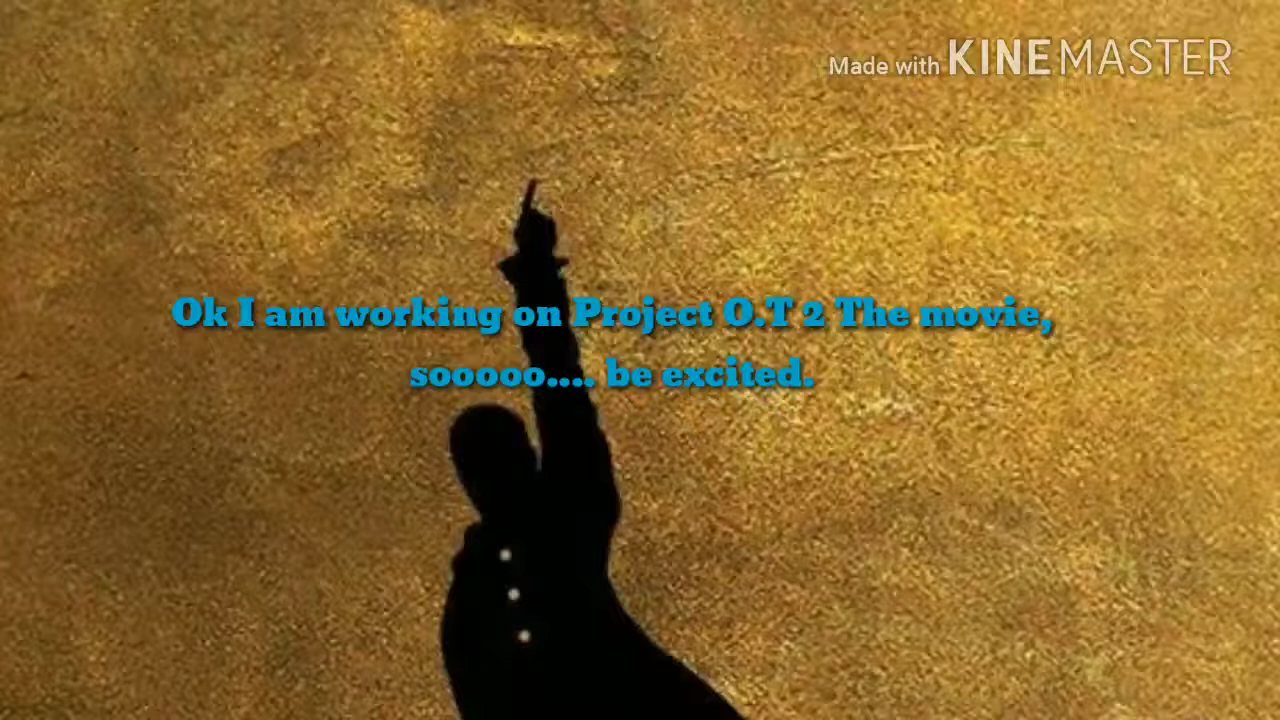 Made with KINEMASTER
Ok I am working on Project O.T 2 The movie,
sooooo.... be excited.